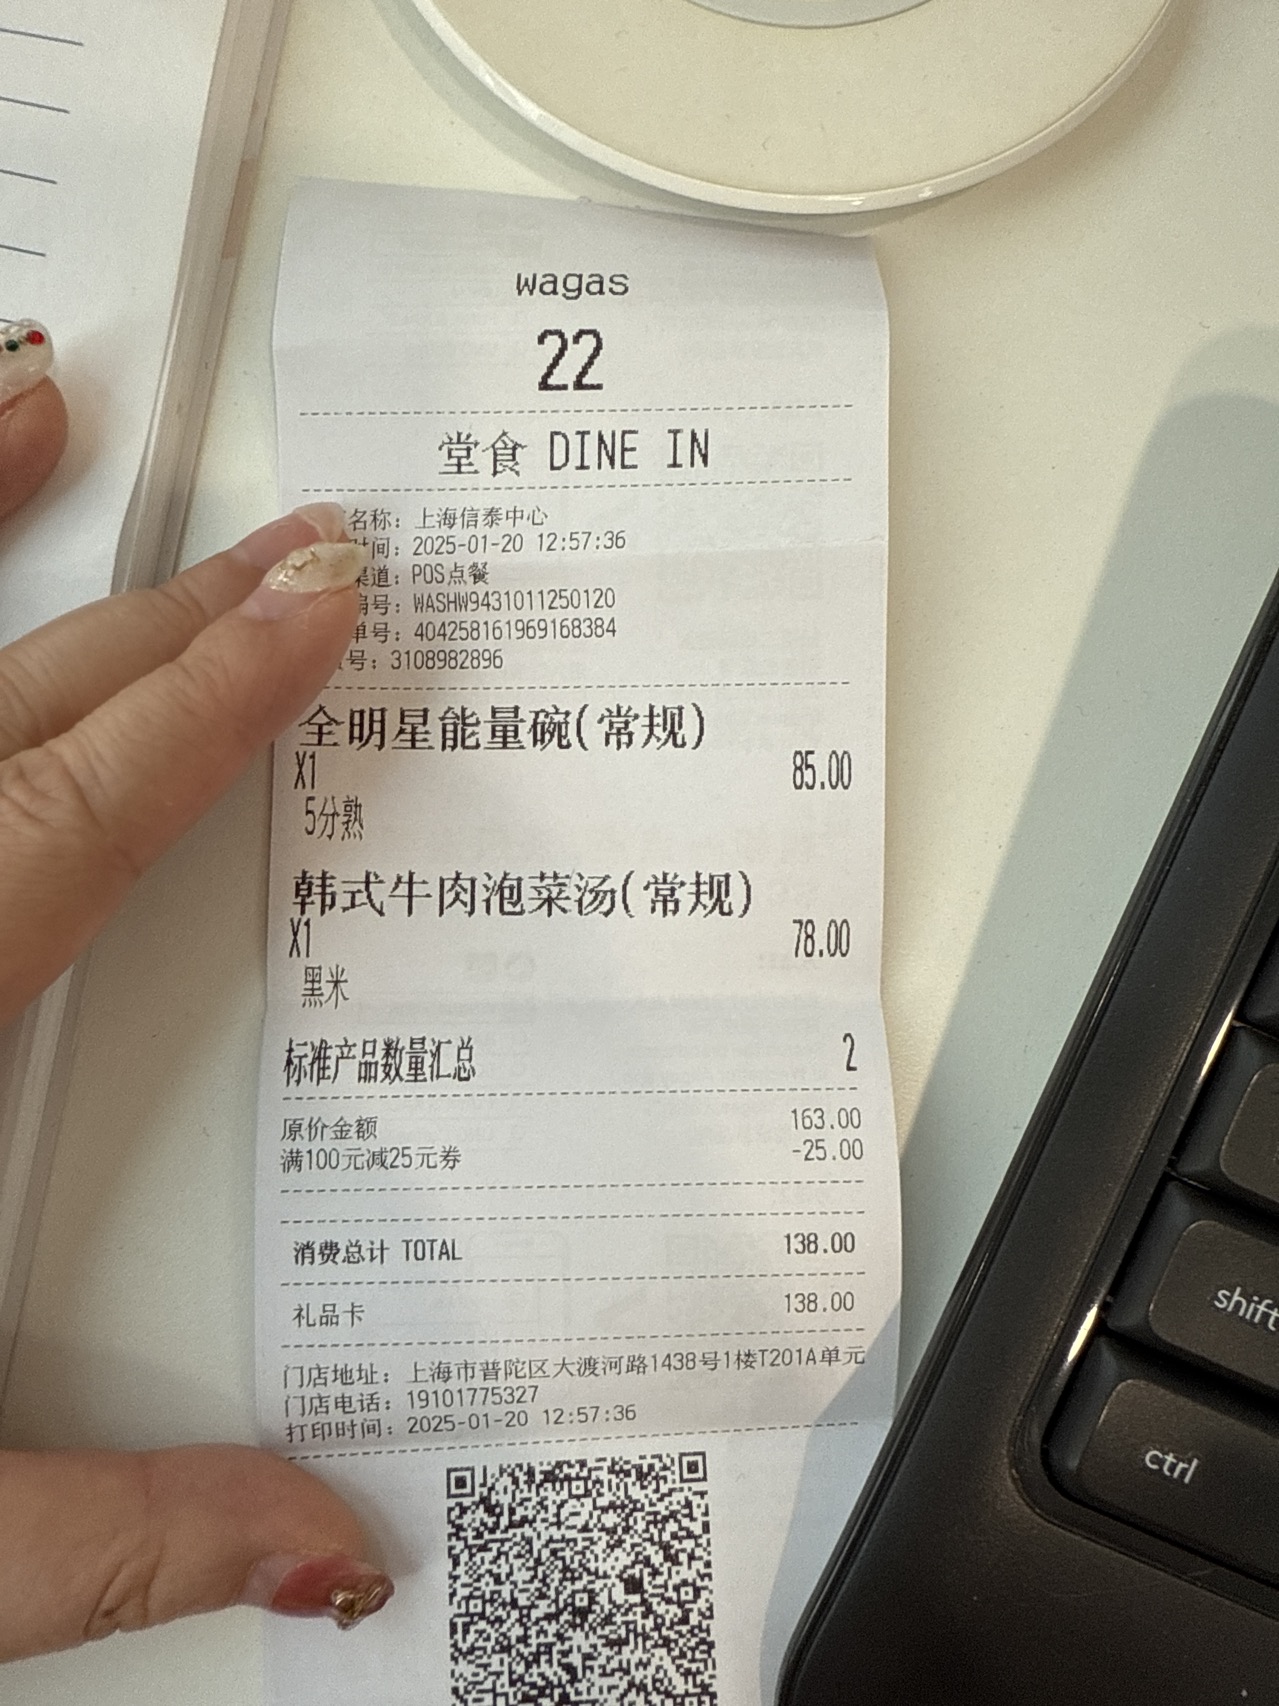 wagas
22
堂食 DINE IN
名称：上海信泰中心
时间：2025-01-20 12:57:36
渠道：POS点餐
编号：WASHW9431011250120
单号：404258161969168384
号：3108982896
全明星能量碗(常规)
X1 85.00
5分熟
韩式牛肉泡菜汤(常规)
X1 78.00
黑米
标准产品数量汇总 2
原价金额 163.00
满100元减25元券 -25.00
消费总计 TOTAL 138.00
礼品卡 138.00
门店地址：上海市普陀区大渡河路1438号1楼T201A单元
门店电话：19101775327
打印时间：2025-01-20 12:57:36
shift
ctrl